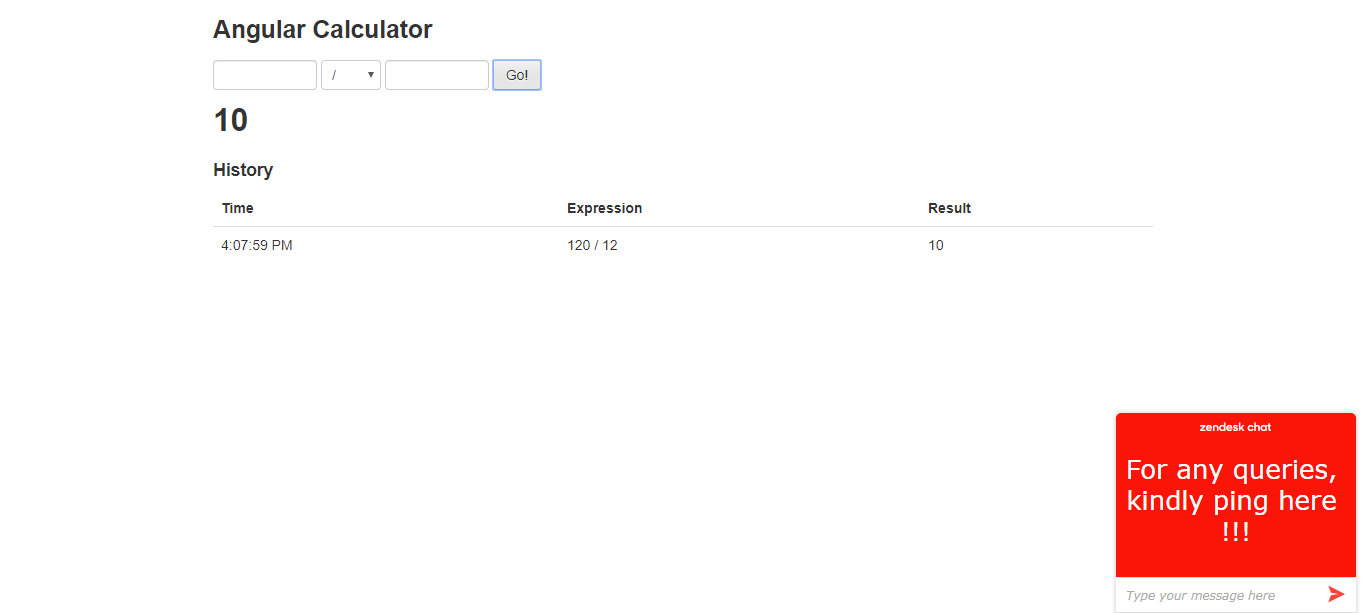 Angular Calculator
/ Go!
10
History
Time Expression Result
4:07:59 PM 120 / 12 10
zendesk chat
For any queries,
kindly ping here
!!!
Type your message here